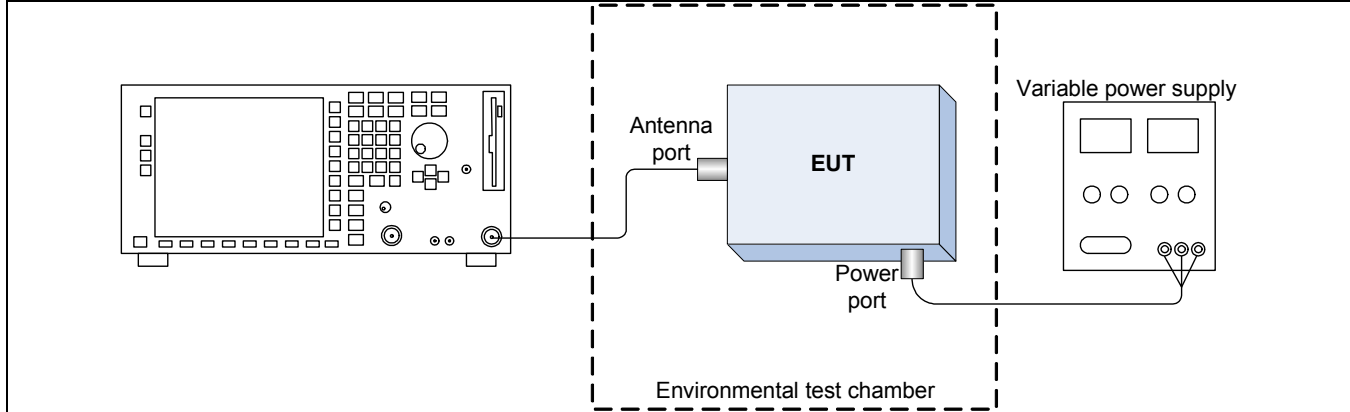 Variable power supply
Antenna
port
EUT
Power
port
Environmental test chamber